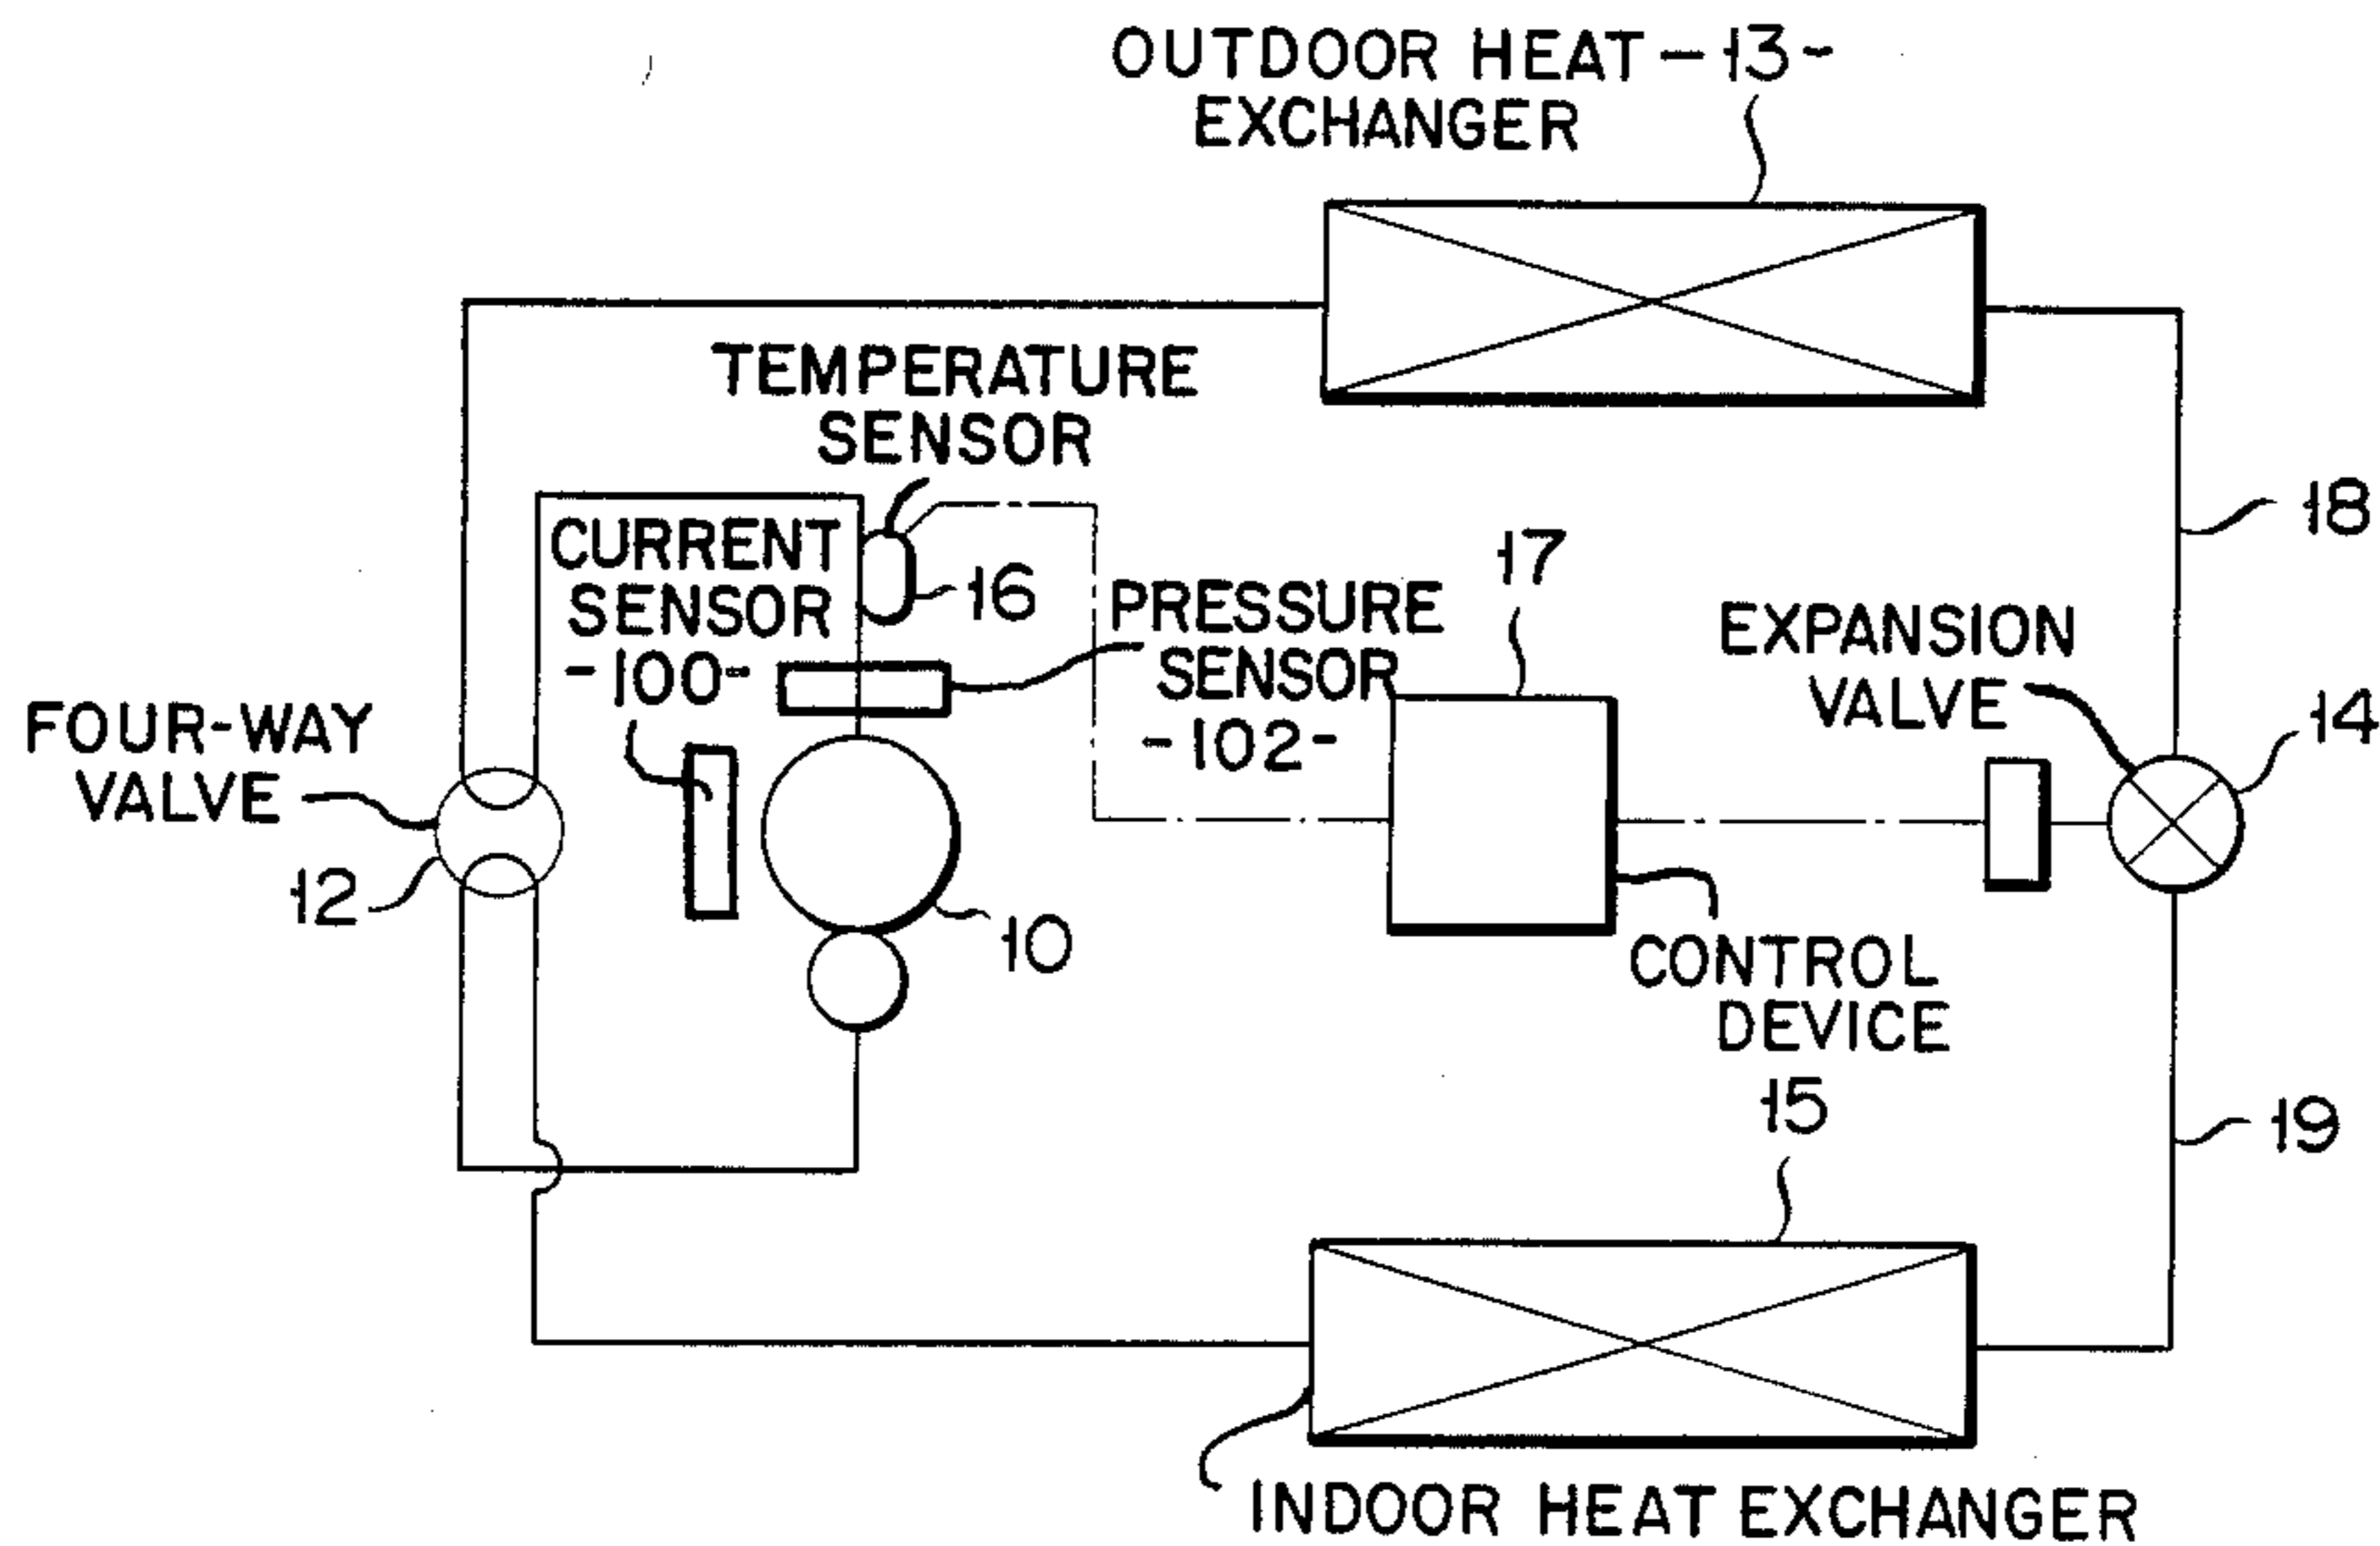 OUTDOOR HEAT -13-
EXCHANGER
TEMPERATURE
SENSOR
18
CURRENT
SENSOR
-100-
16
PRESSURE
SENSOR
-102-
17
EXPANSION
VALVE
14
FOUR-WAY
VALVE
12
10
CONTROL
DEVICE
15
19
INDOOR HEAT EXCHANGER